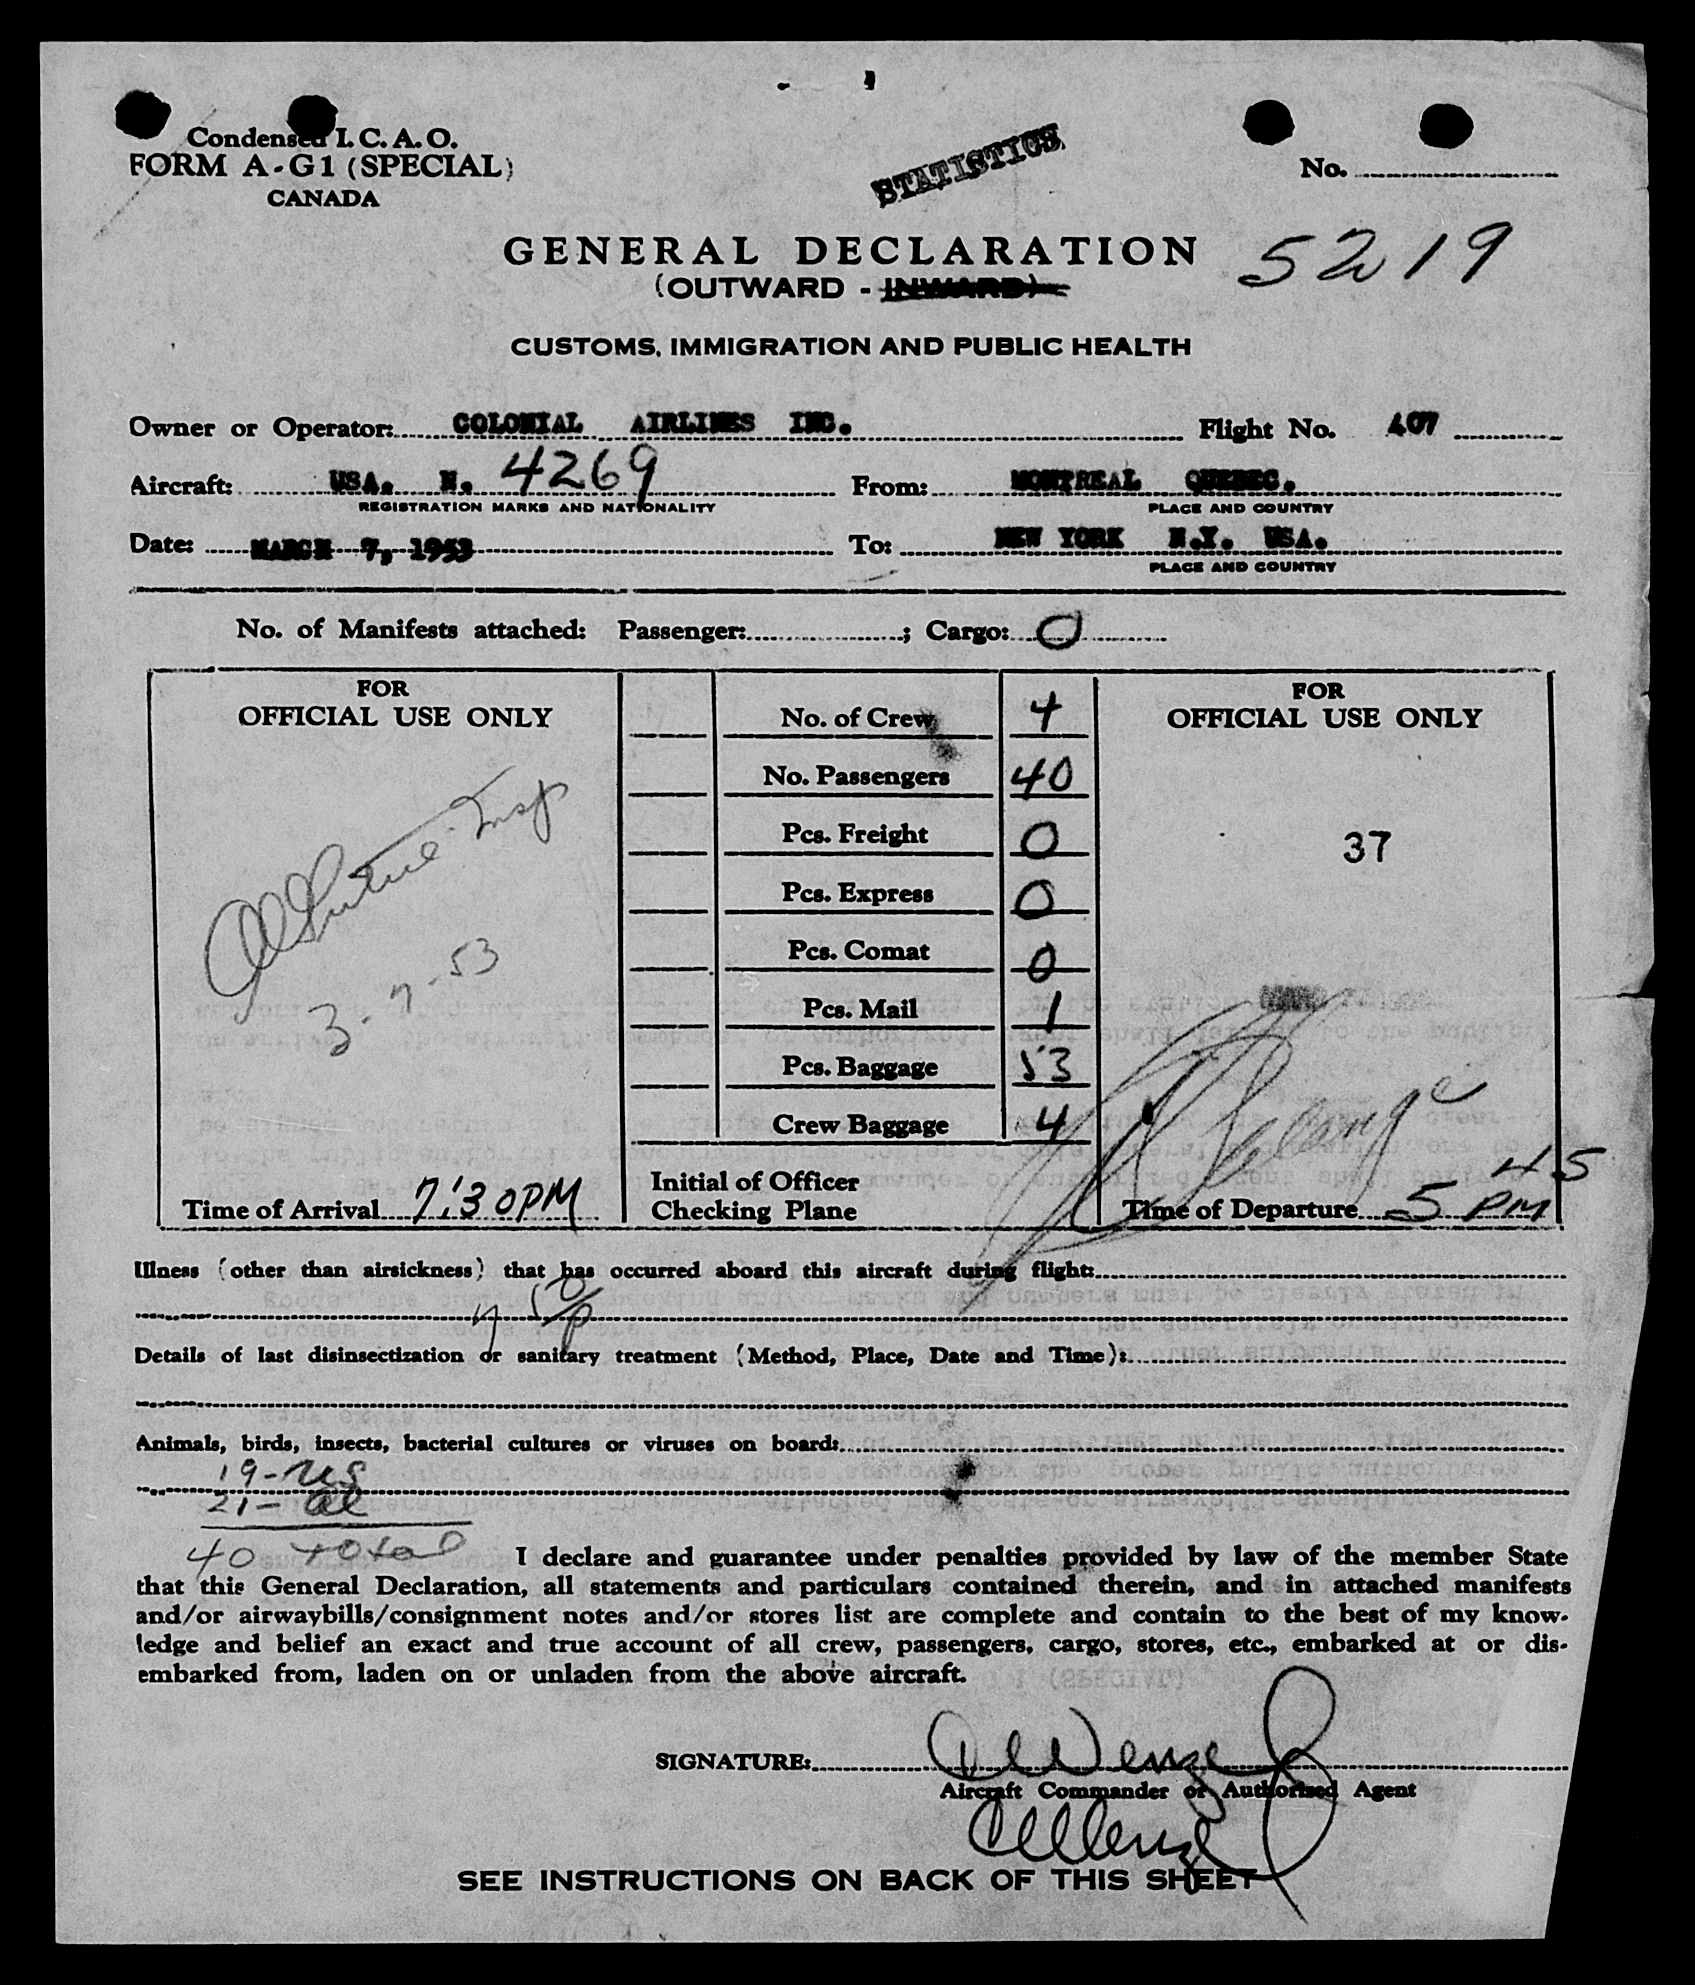 Condensed I. C. A. O.
FORM A-G1 (SPECIAL)
CANADA
STATISTICS
No.
GENERAL DECLARATION
5219
(OUTWARD - INWARD)
CUSTOMS, IMMIGRATION AND PUBLIC HEALTH
Owner or Operator: COLONIAL AIRLINES INC. Flight No. 407
Aircraft: USA. N. 4269 From: MONTREAL QUEBEC.
REGISTRATION MARKS AND NATIONALITY PLACE AND COUNTRY
Date: MARCH 7, 1953 To: NEW YORK N.Y. USA.
PLACE AND COUNTRY
No. of Manifests attached: Passenger: ; Cargo: 0
FOR
OFFICIAL USE ONLY
Insp
3-7-53
Time of Arrival 7:30PM
No. of Crew 4
No. Passengers 40
Pcs. Freight 0
Pcs. Express 0
Pcs. Comat 0
Pcs. Mail 1
Pcs. Baggage 53
Crew Baggage 4
Initial of Officer
Checking Plane
FOR
OFFICIAL USE ONLY
37
Time of Departure 5 45 PM
Illness (other than airsickness) that has occurred aboard this aircraft during flight:
7 50/p
Details of last disinsectization or sanitary treatment (Method, Place, Date and Time):
Animals, birds, insects, bacterial cultures or viruses on board:
19-US
21-al
40 total
I declare and guarantee under penalties provided by law of the member State
that this General Declaration, all statements and particulars contained therein, and in attached manifests
and/or airwaybills/consignment notes and/or stores list are complete and contain to the best of my know-
ledge and belief an exact and true account of all crew, passengers, cargo, stores, etc., embarked at or dis-
embarked from, laden on or unladen from the above aircraft.
SIGNATURE:
Aircraft Commander or Authorized Agent
SEE INSTRUCTIONS ON BACK OF THIS SHEET